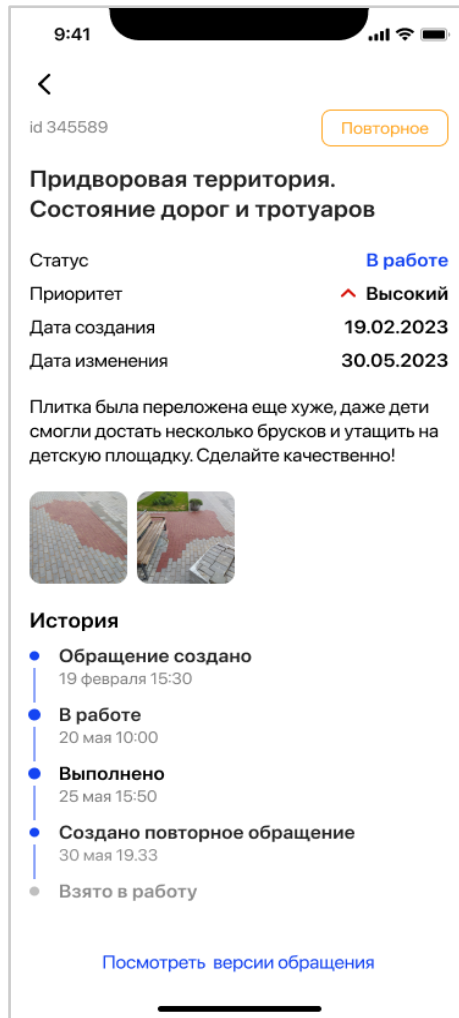 9:41
id 345589
Повторное
Придворовая территория.
Состояние дорог и тротуаров
Статус В работе
Приоритет Высокий
Дата создания 19.02.2023
Дата изменения 30.05.2023
Плитка была переложена еще хуже, даже дети
смогли достать несколько брусков и утащить на
детскую площадку. Сделайте качественно!
История
Обращение создано
19 февраля 15:30
В работе
20 мая 10:00
Выполнено
25 мая 15:50
Создано повторное обращение
30 мая 19.33
Взято в работу
Посмотреть версии обращения